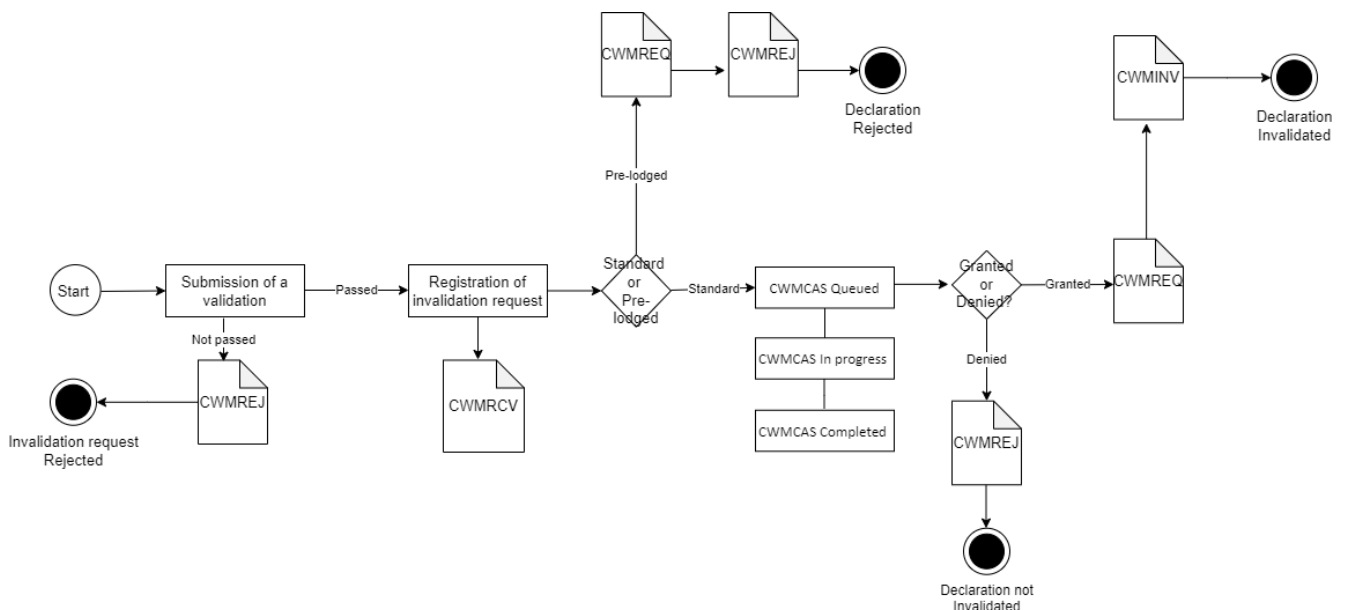 CWMREQ
CWMREJ
Declaration
Rejected
CWMINV
Declaration
Invalidated
Pre-lodged
Start
Submission of a
validation
Passed
Registration of
invalidation request
Standard
or
Pre-
lodged
Standard
CWMCAS Queued
Granted
or
Denied?
Granted
CWMREQ
Not passed
CWMREJ
Invalidation request
Rejected
CWMRCV
CWMCAS In progress
CWMCAS Completed
Denied
CWMREJ
Declaration not
Invalidated